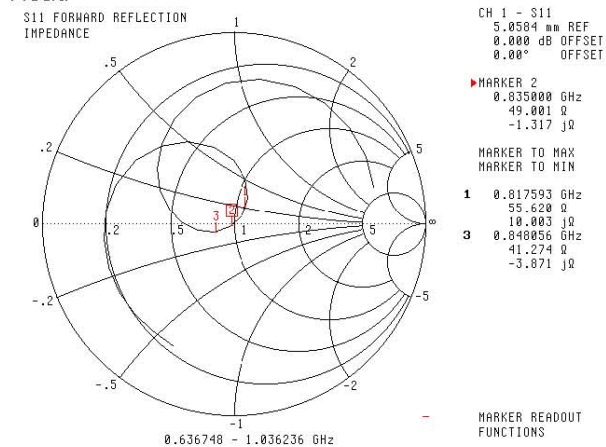 S11 FORWARD REFLECTION
IMPEDANCE
1
.5
2
.2
5
0
.2
.5
1
2
5
∞
3
2
1
-.2
-5
-.5
-2
-1
0.636748 - 1.036236 GHz
CH 1 - S11
5.0584 mm REF
0.000 dB OFFSET
0.00° OFFSET
MARKER 2
0.835000 GHz
49.001 Ω
-1.317 jΩ
MARKER TO MAX
MARKER TO MIN
1 0.817593 GHz
55.620 Ω
10.003 jΩ
3 0.848056 GHz
41.274 Ω
-3.871 jΩ
MARKER READOUT
FUNCTIONS